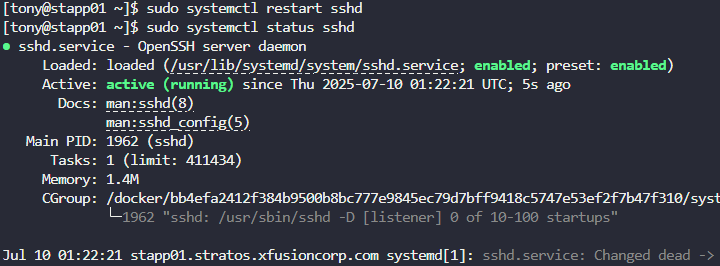 [tony@stapp01 ~]$ sudo systemctl restart sshd
[tony@stapp01 ~]$ sudo systemctl status sshd
● sshd.service - OpenSSH server daemon
     Loaded: loaded (/usr/lib/systemd/system/sshd.service; enabled; preset: enabled)
     Active: active (running) since Thu 2025-07-10 01:22:21 UTC; 5s ago
       Docs: man:sshd(8)
             man:sshd_config(5)
   Main PID: 1962 (sshd)
      Tasks: 1 (limit: 411434)
     Memory: 1.4M
     CGroup: /docker/bb4efa2412f384b9500b8bc777e9845ec79d7bff9418c5747e53ef2f7b47f310/syst
             └─1962 "sshd: /usr/sbin/sshd -D [listener] 0 of 10-100 startups"
Jul 10 01:22:21 stapp01.stratos.xfusioncorp.com systemd[1]: sshd.service: Changed dead ->